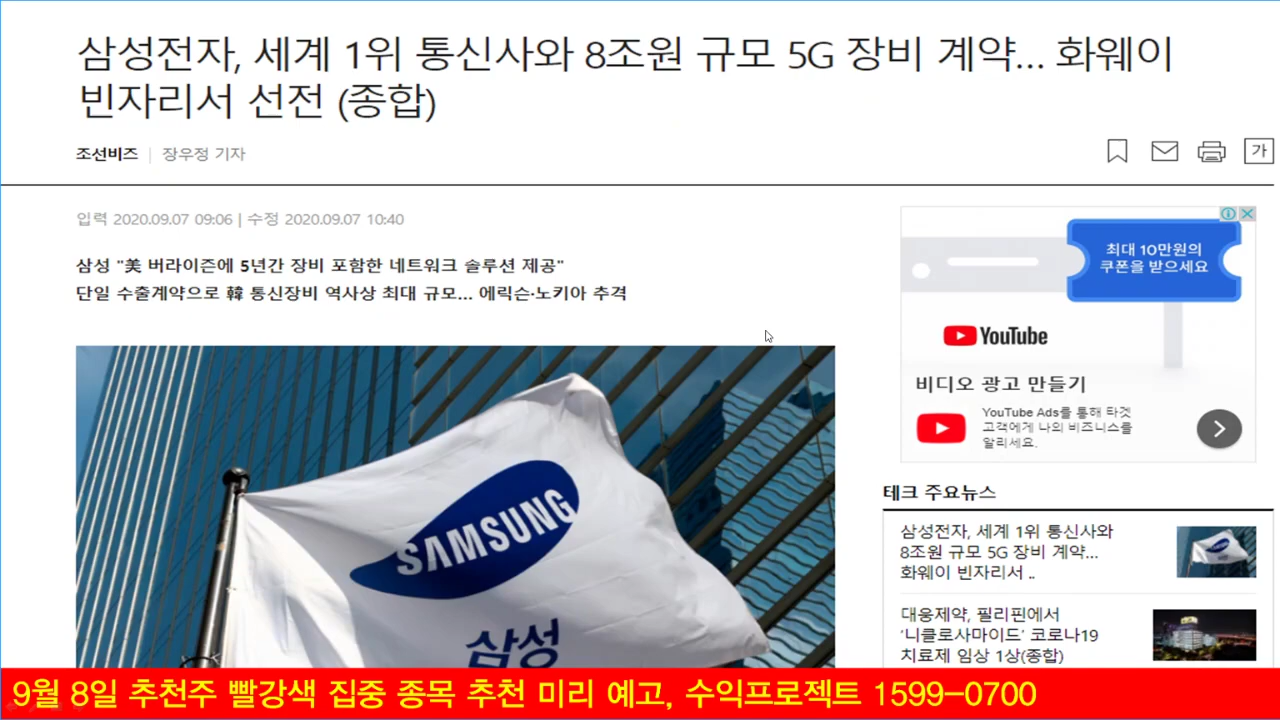 삼성전자, 세계 1위 통신사와 8조원 규모 5G 장비 계약... 화웨이
빈자리서 선전 (종합)
조선비즈 | 장우정 기자
가
입력 2020.09.07 09:06 | 수정 2020.09.07 10:40
삼성 "美 버라이즌에 5년간 장비 포함한 네트워크 솔루션 제공"
단일 수출계약으로 韓 통신장비 역사상 최대 규모... 에릭슨·노키아 추격
SAMSUNG
삼성
최대 10만원의
쿠폰을 받으세요
YouTube
비디오 광고 만들기
YouTube Ads를 통해 타겟
고객에게 나의 비즈니스를
알리세요.
테크 주요뉴스
삼성전자, 세계 1위 통신사와
8조원 규모 5G 장비 계약...
화웨이 빈자리서 ..
대웅제약, 필리핀에서
'니클로사마이드' 코로나19
치료제 임상 1상(종합)
9월 8일 추천주 빨강색 집중 종목 추천 미리 예고, 수익프로젝트 1599-0700